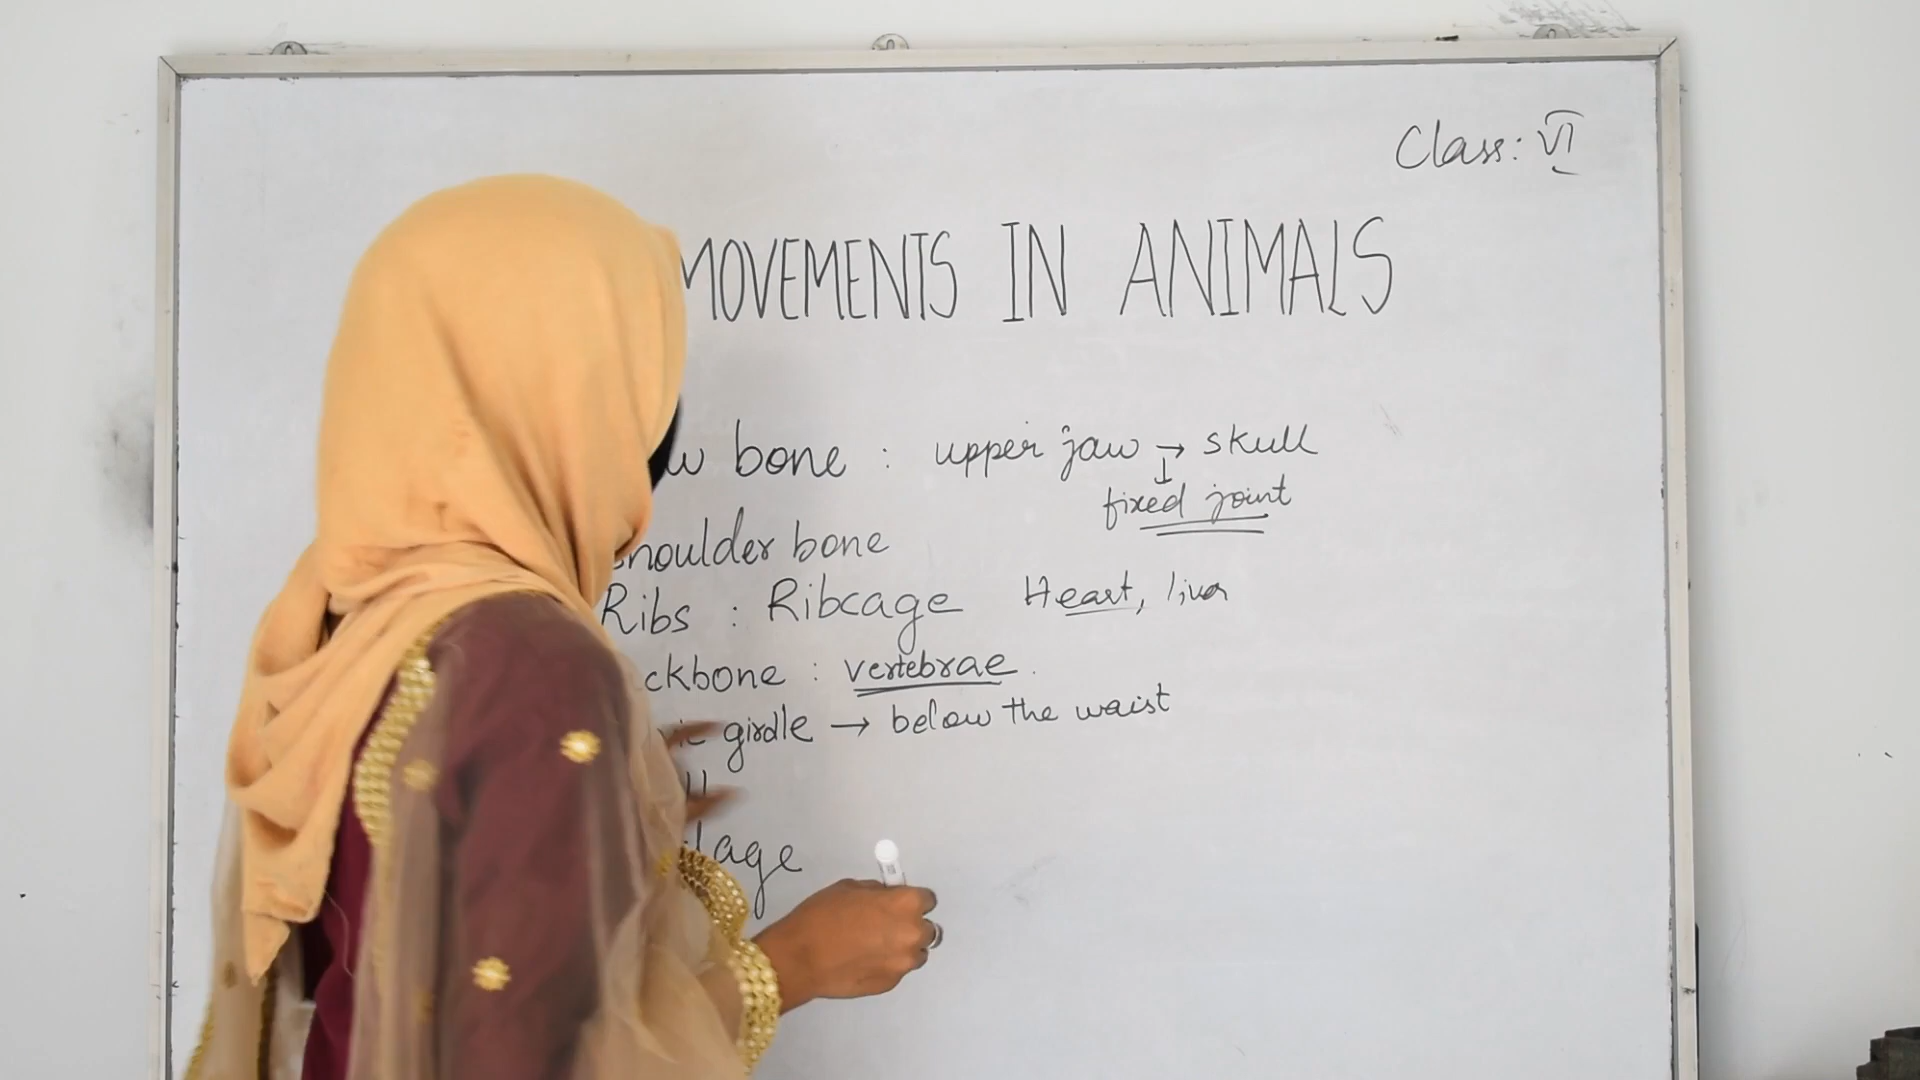 Class: VI
MOVEMENTS IN ANIMALS
bone : upper jaw → skull
fixed joint
shoulder bone
Ribs : Ribcage Heart, liver
ckbone : vertebrae.
girdle → below the waist
lage